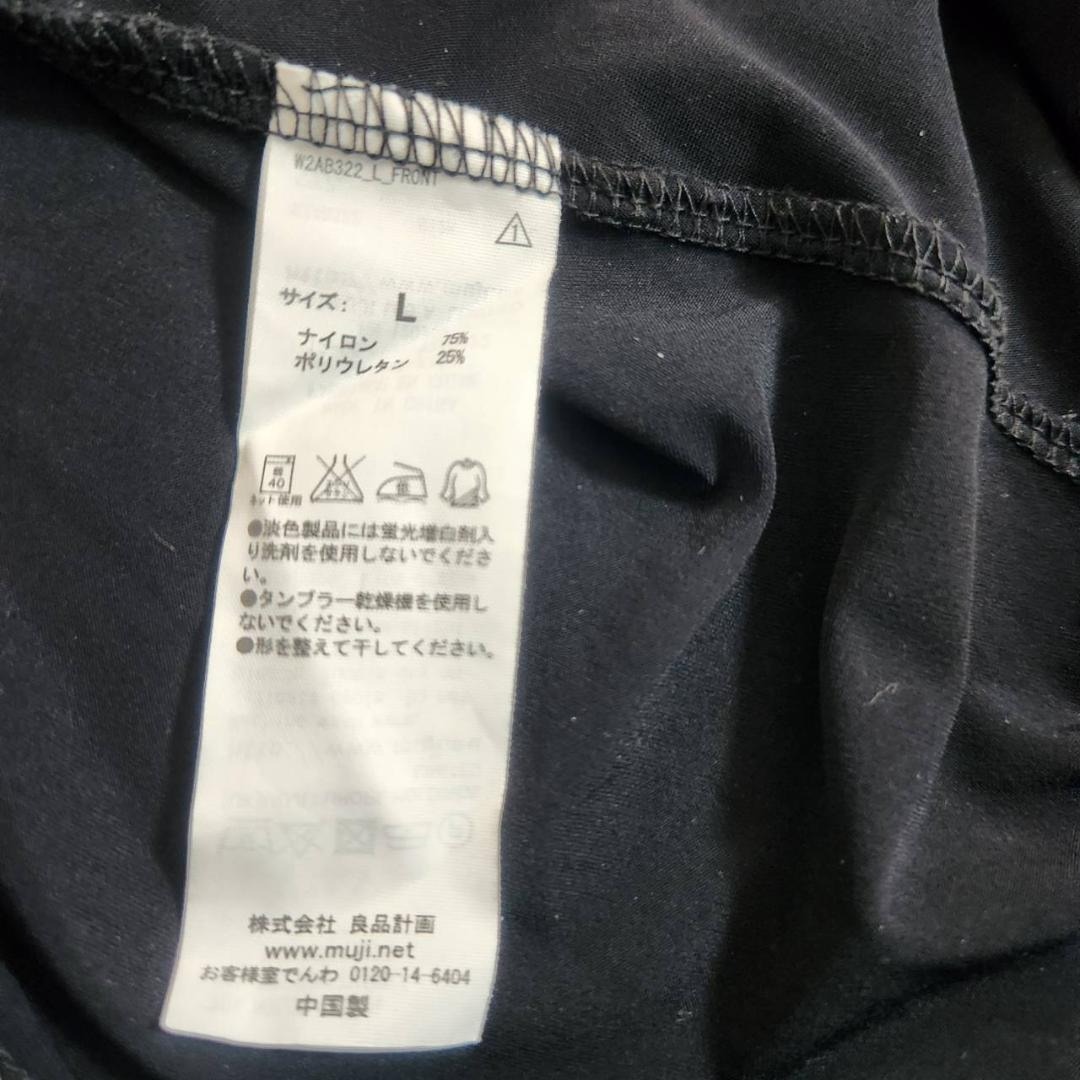 W2AB322_L_FRONT
1
サイズ: L
ナイロン 75%
ポリウレタン 25%
40
ネット使用
低
●淡色製品には蛍光増白剤入
り洗剤を使用しないでくださ
い。
●タンブラー乾燥機を使用し
ないでください。
●形を整えて干してください。
株式会社 良品計画
www.muji.net
お客様室でんわ 0120-14-6404
中国製